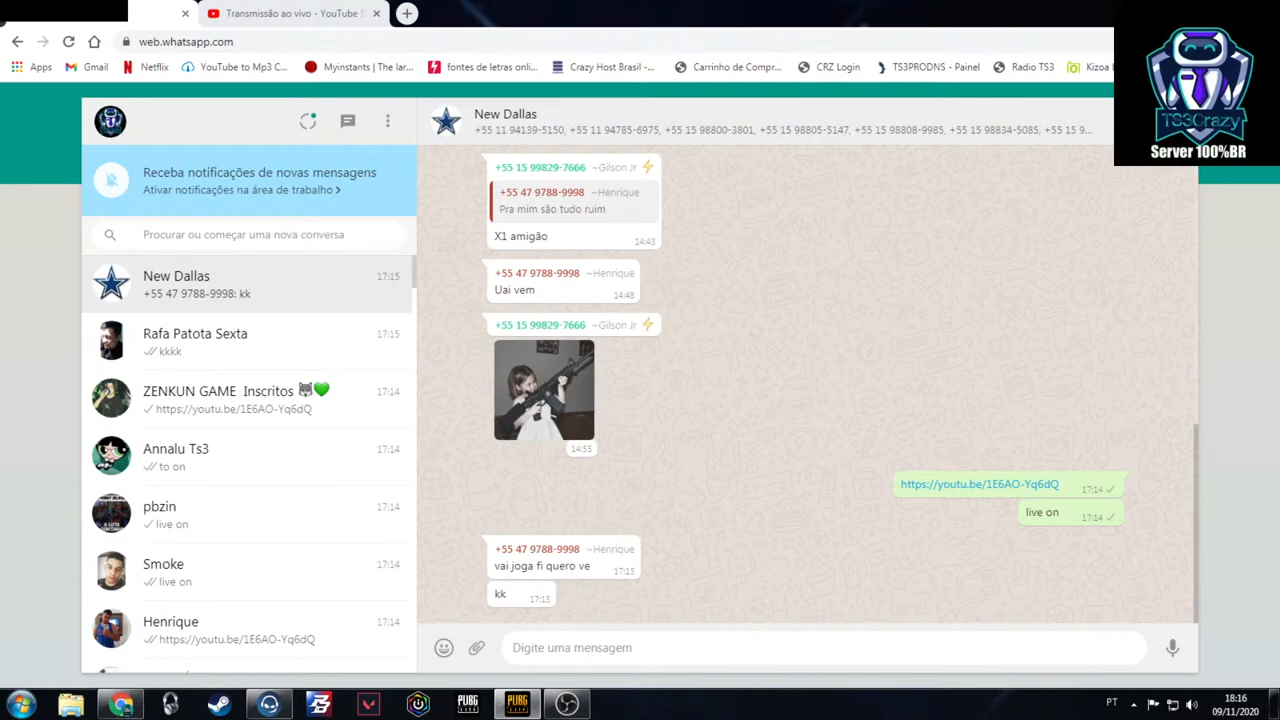 Transmissão ao vivo - YouTube S
web.whatsapp.com
Apps
Gmail
Netflix
YouTube to Mp3 C...
Myinstants | The lar...
fontes de letras onli...
Crazy Host Brasil -...
Carrinho de Compr...
CRZ Login
TS3PRODNS - Painel
Radio TS3
Kizoa
TS3Crazy
Server 100%BR
Receba notificações de novas mensagens
Ativar notificações na área de trabalho
Procurar ou começar uma nova conversa
New Dallas 17:15
+55 47 9788-9998: kk
Rafa Patota Sexta 17:15
kkkk
ZENKUN GAME Inscritos 🐺💚 17:14
https://youtu.be/1E6AO-Yq6dQ
Annalu Ts3 17:14
to on
pbzin 17:14
live on
Smoke 17:14
live on
Henrique 17:14
https://youtu.be/1E6AO-Yq6dQ
New Dallas
+55 11 94139-5150, +55 11 94785-6975, +55 15 98800-3801, +55 15 98805-5147, +55 15 98808-9985, +55 15 98834-5085, +55 15 9...
+55 15 99829-7666 ~Gilson Jr ⚡
+55 47 9788-9998 ~Henrique
Pra mim são tudo ruim
X1 amigão 14:43
+55 47 9788-9998 ~Henrique
Uai vem 14:48
+55 15 99829-7666 ~Gilson Jr ⚡
14:55
https://youtu.be/1E6AO-Yq6dQ 17:14
live on 17:14
+55 47 9788-9998 ~Henrique
vai joga fi quero ve 17:15
kk 17:15
Digite uma mensagem
PUBG
PUBG
PT
18:16
09/11/2020